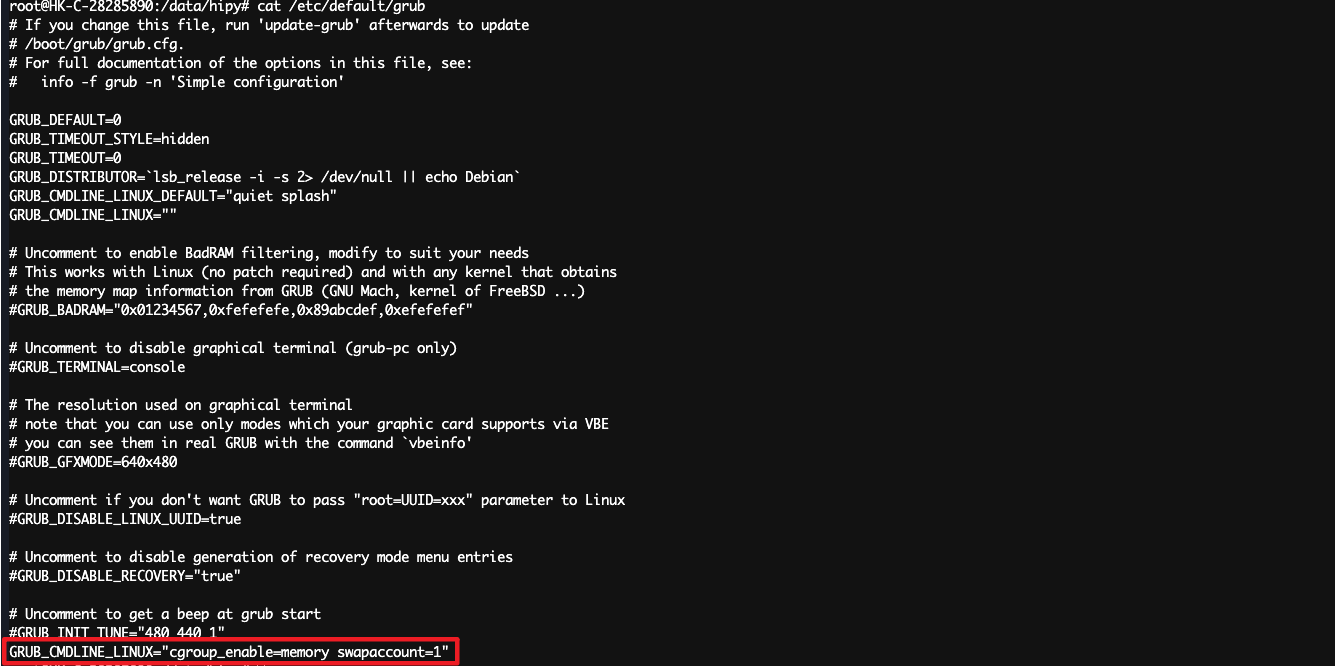 root@HK-C-28285890:/data/hipy# cat /etc/default/grub
# If you change this file, run 'update-grub' afterwards to update
# /boot/grub/grub.cfg.
# For full documentation of the options in this file, see:
#   info -f grub -n 'Simple configuration'
GRUB_DEFAULT=0
GRUB_TIMEOUT_STYLE=hidden
GRUB_TIMEOUT=0
GRUB_DISTRIBUTOR=`lsb_release -i -s 2> /dev/null || echo Debian`
GRUB_CMDLINE_LINUX_DEFAULT="quiet splash"
GRUB_CMDLINE_LINUX=""
# Uncomment to enable BadRAM filtering, modify to suit your needs
# This works with Linux (no patch required) and with any kernel that obtains
# the memory map information from GRUB (GNU Mach, kernel of FreeBSD ...)
#GRUB_BADRAM="0x01234567,0xfefefefe,0x89abcdef,0xefefefef"
# Uncomment to disable graphical terminal (grub-pc only)
#GRUB_TERMINAL=console
# The resolution used on graphical terminal
# note that you can use only modes which your graphic card supports via VBE
# you can see them in real GRUB with the command `vbeinfo'
#GRUB_GFXMODE=640x480
# Uncomment if you don't want GRUB to pass "root=UUID=xxx" parameter to Linux
#GRUB_DISABLE_LINUX_UUID=true
# Uncomment to disable generation of recovery mode menu entries
#GRUB_DISABLE_RECOVERY="true"
# Uncomment to get a beep at grub start
#GRUB_INIT_TUNE="480 440 1"
GRUB_CMDLINE_LINUX="cgroup_enable=memory swapaccount=1"